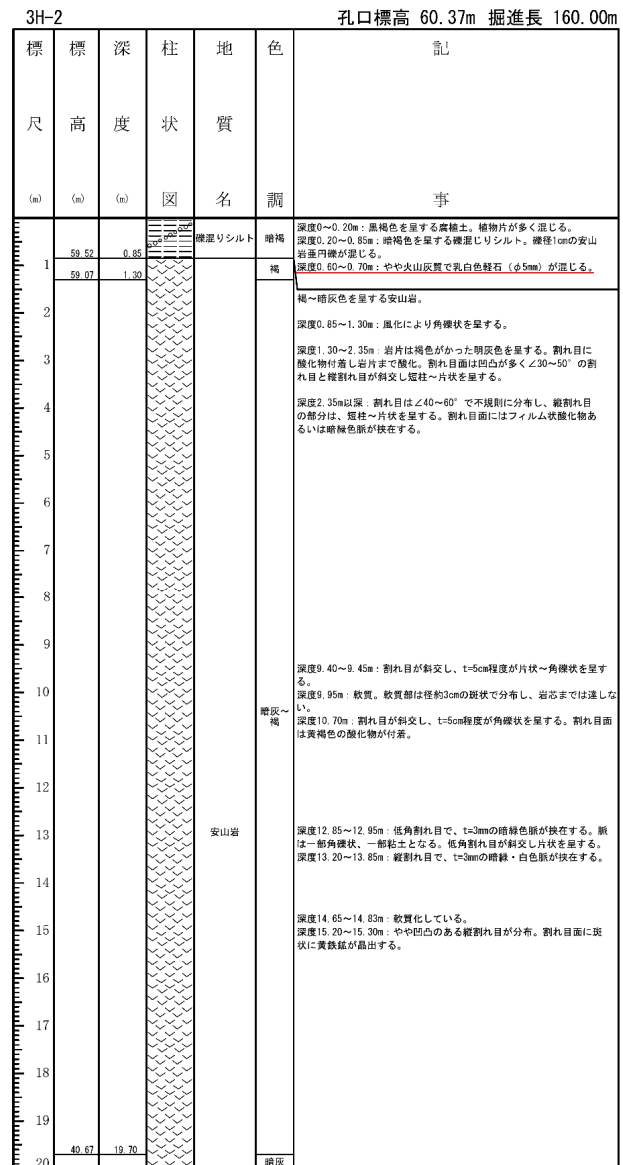 3H-2 孔口標高 60.37m 掘進長 160.00m
標尺(m) 標高(m) 深度(m) 柱状図 地質名 色調 記事
礫混りシルト 暗褐
59.52 0.85
褐
59.07 1.30
深度0～0.20m：黒褐色を呈する腐植土。植物片が多く混じる。
深度0.20～0.85m：暗褐色を呈する礫混じりシルト。礫径1cmの安山
岩亜円礫が混じる。
深度0.60～0.70m：やや火山灰質で乳白色軽石（φ5mm）が混じる。
褐～暗灰色を呈する安山岩。
深度0.85～1.30m：風化により角礫状を呈する。
深度1.30～2.35m：岩片は褐色がかった明灰色を呈する。割れ目に
酸化物付着し岩片まで酸化。割れ目面は凹凸が多く∠30～50°の割
れ目と縦割れ目が斜交し短柱～片状を呈する。
深度2.35m以深：割れ目は∠40～60°で不規則に分布し、縦割れ目
の部分は、短柱～片状を呈する。割れ目面にはフィルム状酸化物あ
るいは暗緑色脈が挟在する。
深度9.40～9.45m：割れ目が斜交し、t=5cm程度が片状～角礫状を呈す
る。
深度9.95m：軟質。軟質部は径約3cmの斑状で分布し、岩芯までは達しな
い。
深度10.70m：割れ目が斜交し、t=5cm程度が角礫状を呈する。割れ目面
は黄褐色の酸化物が付着。
暗灰～
褐
安山岩
深度12.85～12.95m：低角割れ目で、t=3mmの暗緑色脈が挟在する。脈
は一部角礫状、一部粘土となる。低角割れ目が斜交し片状を呈する。
深度13.20～13.85m：縦割れ目で、t=3mmの暗緑・白色脈が挟在する。
深度14.65～14.83m：軟質化している。
深度15.20～15.30m：やや凹凸のある縦割れ目が分布。割れ目面に斑
状に黄鉄鉱が晶出する。
1
2
3
4
5
6
7
8
9
10
11
12
13
14
15
16
17
18
19
40.67 19.70
20
暗灰